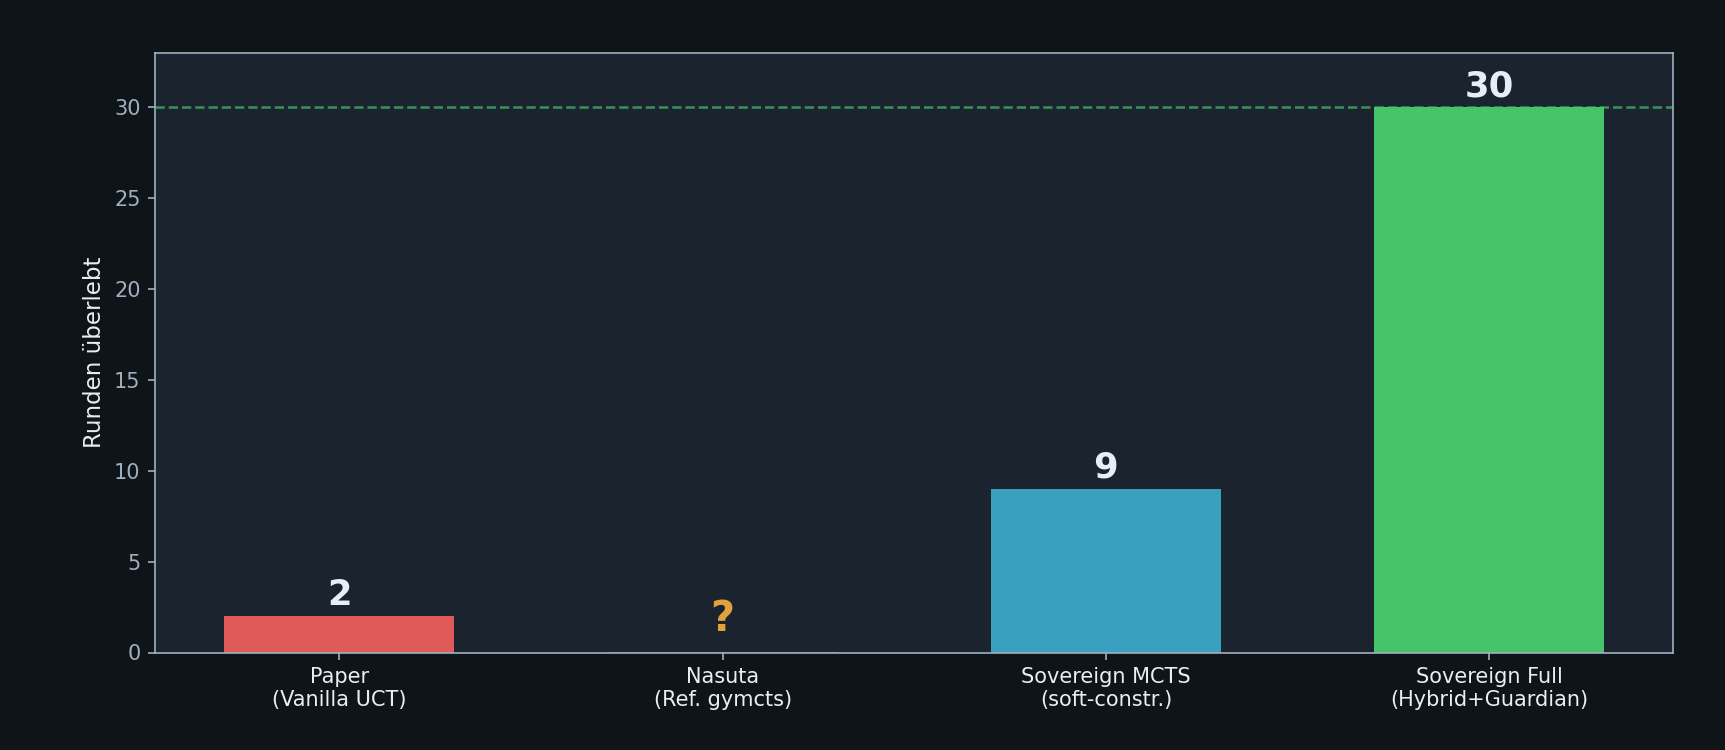 30
25
20
15
10
5
0
Runden überlebt
2
?
9
30
Paper
(Vanilla UCT)
Nasuta
(Ref. gymcts)
Sovereign MCTS
(soft-constr.)
Sovereign Full
(Hybrid+Guardian)